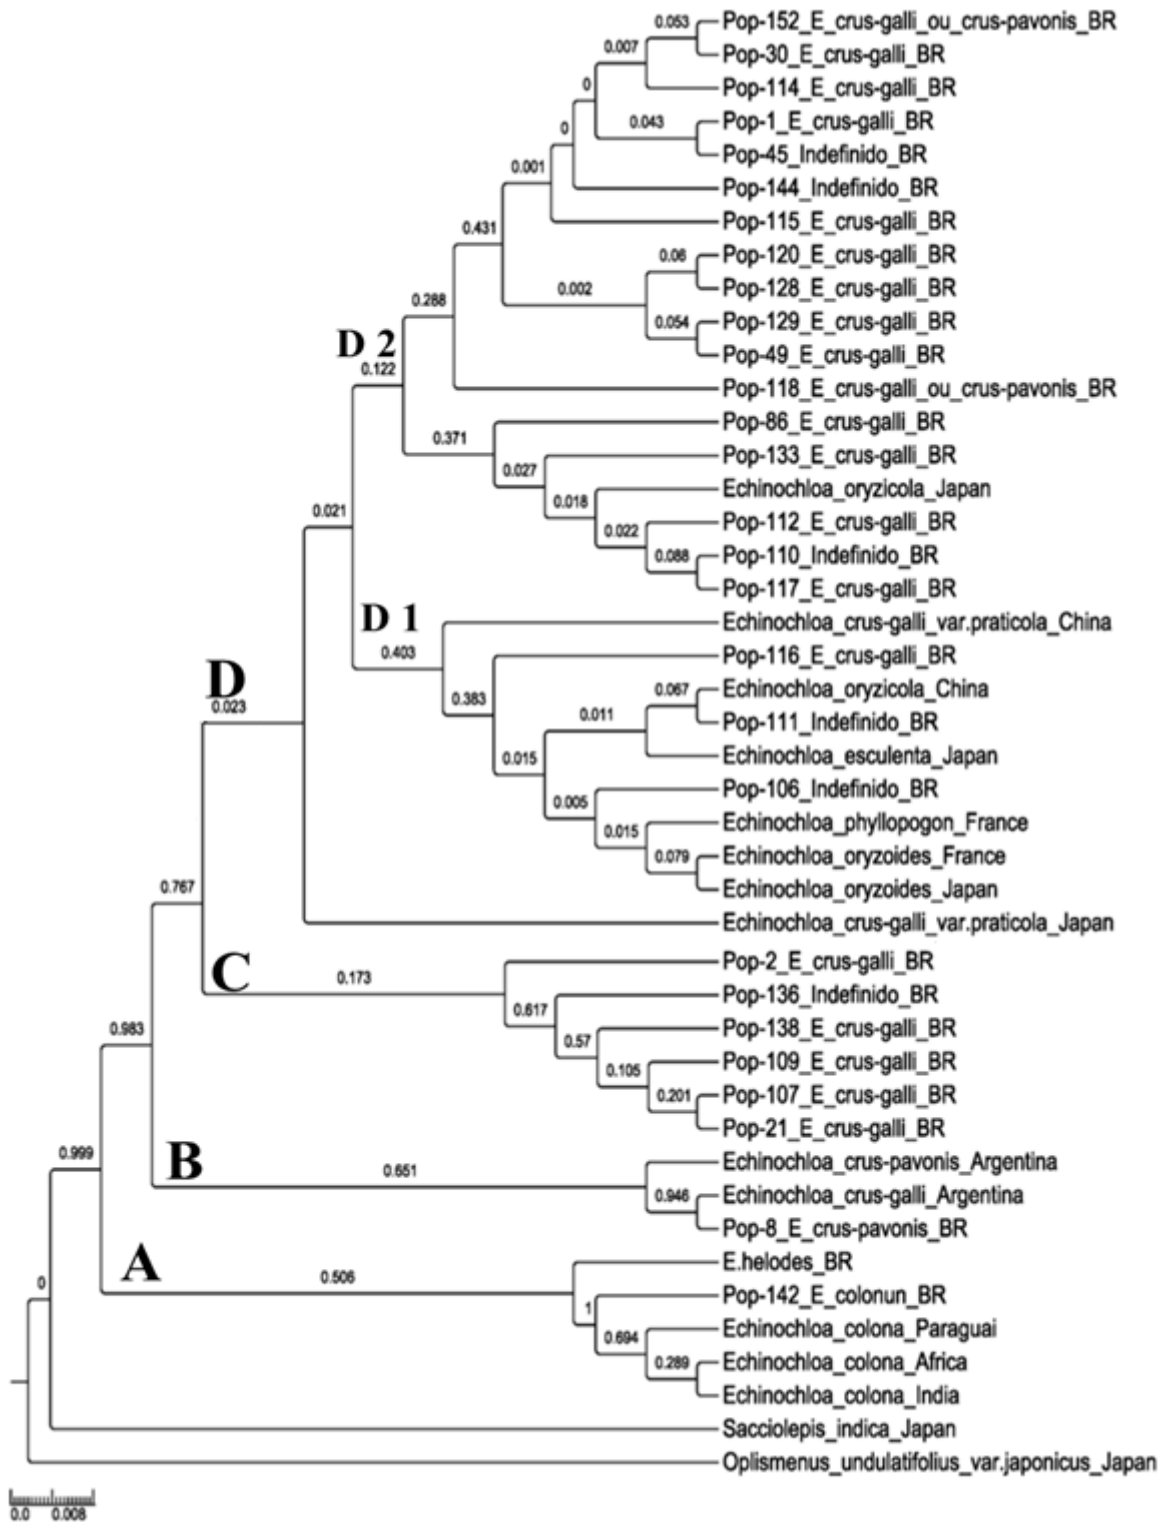 0.053
Pop-152_E_crus-galli_ou_crus-pavonis_BR
0.007
Pop-30_E_crus-galli_BR
0
Pop-114_E_crus-galli_BR
0
0.043
Pop-1_E_crus-galli_BR
Pop-45_Indefinido_BR
0.001
Pop-144_Indefinido_BR
0.431
Pop-115_E_crus-galli_BR
0.06
Pop-120_E_crus-galli_BR
0.288
0.002
Pop-128_E_crus-galli_BR
0.054
Pop-129_E_crus-galli_BR
D 2
Pop-49_E_crus-galli_BR
0.122
Pop-118_E_crus-galli_ou_crus-pavonis_BR
0.371
Pop-86_E_crus-galli_BR
0.027
Pop-133_E_crus-galli_BR
0.021
0.018
Echinochloa_oryzicola_Japan
0.022
Pop-112_E_crus-galli_BR
0.088
Pop-110_Indefinido_BR
Pop-117_E_crus-galli_BR
D 1
Echinochloa_crus-galli_var.praticola_China
0.403
Pop-116_E_crus-galli_BR
D
0.383
0.067
Echinochloa_oryzicola_China
0.023
0.011
Pop-111_Indefinido_BR
0.015
Echinochloa_esculenta_Japan
0.005
Pop-106_Indefinido_BR
0.015
Echinochloa_phyllopogon_France
0.079
Echinochloa_oryzoides_France
0.767
Echinochloa_oryzoides_Japan
Echinochloa_crus-galli_var.praticola_Japan
C
0.173
Pop-2_E_crus-galli_BR
0.617
Pop-136_Indefinido_BR
0.983
0.57
Pop-138_E_crus-galli_BR
0.105
Pop-109_E_crus-galli_BR
0.201
Pop-107_E_crus-galli_BR
Pop-21_E_crus-galli_BR
0.999
B
0.651
Echinochloa_crus-pavonis_Argentina
0.946
Echinochloa_crus-galli_Argentina
Pop-8_E_crus-pavonis_BR
A
0.506
E.helodes_BR
0
1
Pop-142_E_colonun_BR
0.694
Echinochloa_colona_Paraguai
0.289
Echinochloa_colona_Africa
Echinochloa_colona_India
Sacciolepis_indica_Japan
Oplismenus_undulatifolius_var.japonicus_Japan
0.0 0.008